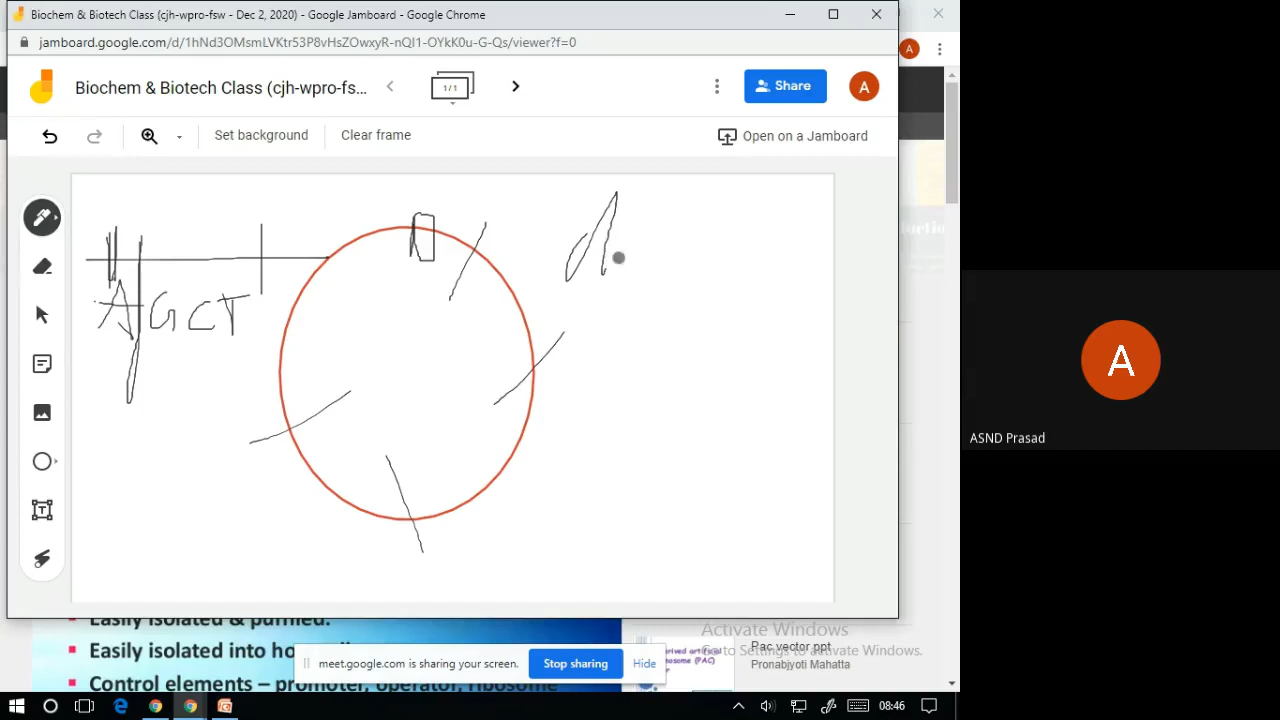 Biochem & Biotech Class (cjh-wpro-fsw - Dec 2, 2020) - Google Jamboard - Google Chrome
jamboard.google.com/d/1hNd3OMsmLVKtr53P8vHsZOwxyR-nQI1-OYkK0u-G-Qs/viewer?f=0
A
Biochem & Biotech Class (cjh-wpro-fs...
1/1
Share
A
Set background
Clear frame
Open on a Jamboard
AGCT
A
ASND Prasad
Easily isolated & purified.
Easily isolated into ho
Control elements – promoter, operator, ribosome
meet.google.com is sharing your screen.
Stop sharing
Hide
Activate Windows
Go to Settings to activate Windows.
Pac vector ppt
Pronabjyoti Mahatta
08:46